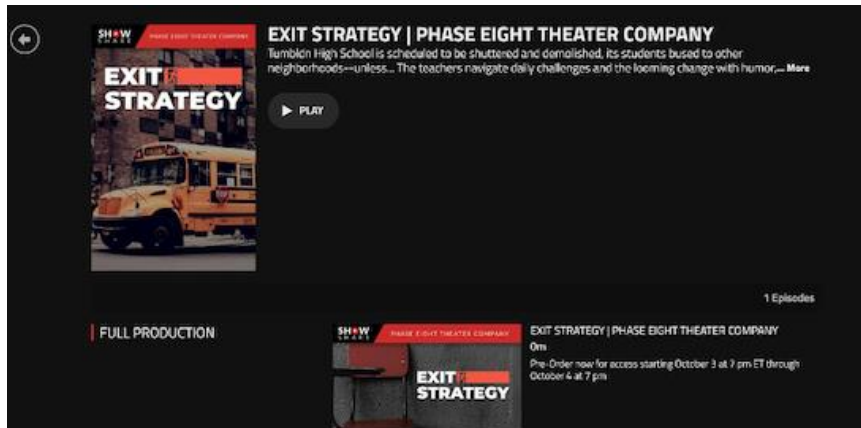 SHOW
SHARE
PHASE EIGHT THEATER COMPANY
EXIT
STRATEGY
EXIT STRATEGY | PHASE EIGHT THEATER COMPANY
Tumbldn High School is scheduled to be shuttered and demolished, its students bused to other
neighborhoods--unless... The teachers navigate daily challenges and the looming change with humor,... More
PLAY
1 Episodes
FULL PRODUCTION
SHOW
SHARE
PHASE EIGHT THEATER COMPANY
EXIT
STRATEGY
EXIT STRATEGY | PHASE EIGHT THEATER COMPANY
0m
Pre-Order now for access starting October 3 at 7 pm ET through
October 4 at 7 pm